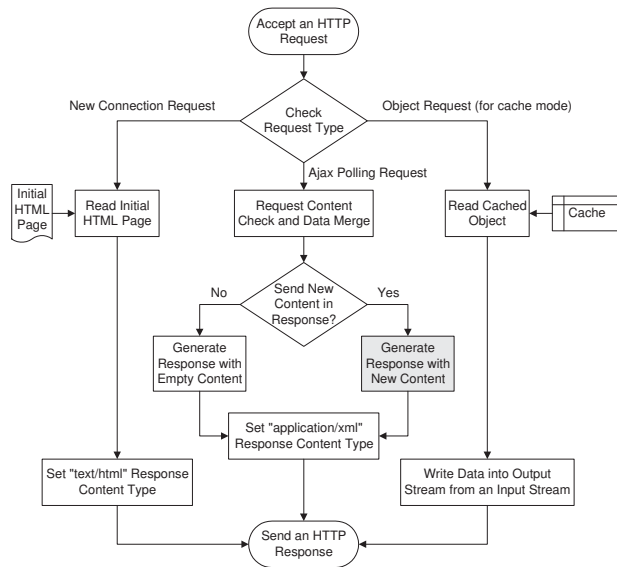 Accept an HTTP
Request
New Connection Request
Check
Request Type
Object Request (for cache mode)
Ajax Polling Request
Initial
HTML
Page
Read Initial
HTML Page
Request Content
Check and Data Merge
Read Cached
Object
Cache
No
Send New
Content in
Response?
Yes
Generate
Response with
Empty Content
Generate
Response with
New Content
Set "application/xml"
Response Content Type
Set "text/html" Response
Content Type
Write Data into Output
Stream from an Input Stream
Send an HTTP
Response